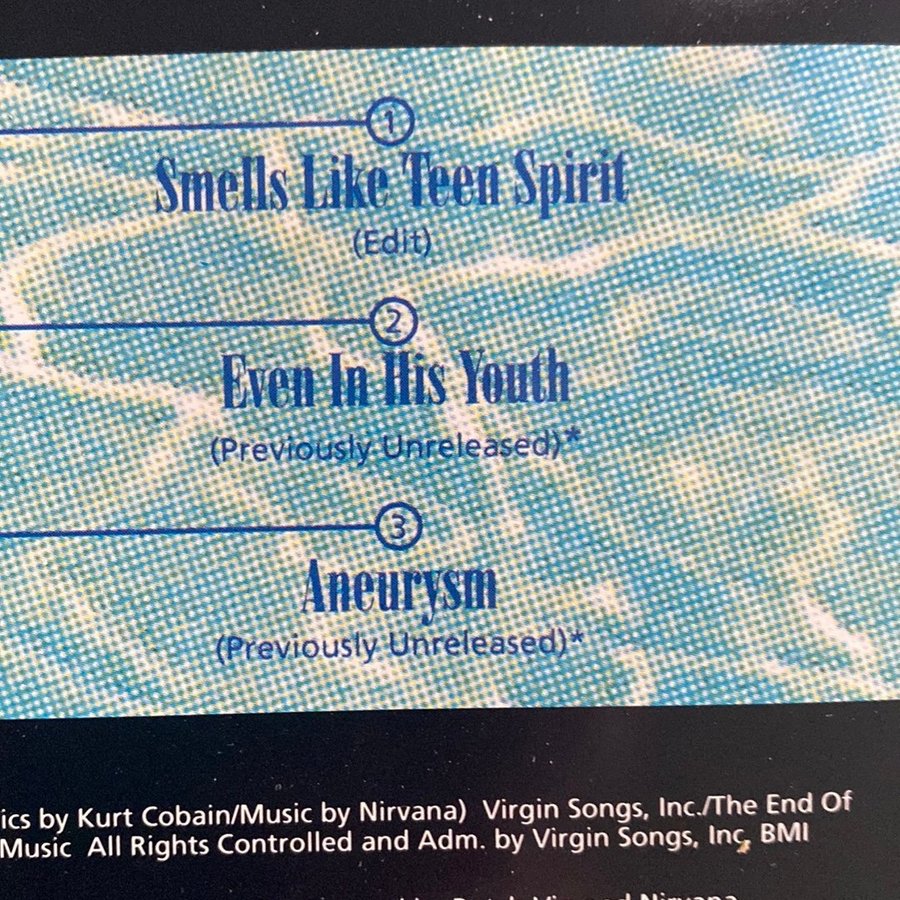 1
Smells Like Teen Spirit
(Edit)
2
Even In His Youth
(Previously Unreleased)*
3
Aneurysm
(Previously Unreleased)*
ics by Kurt Cobain/Music by Nirvana) Virgin Songs, Inc./The End Of
Music All Rights Controlled and Adm. by Virgin Songs, Inc, BMI